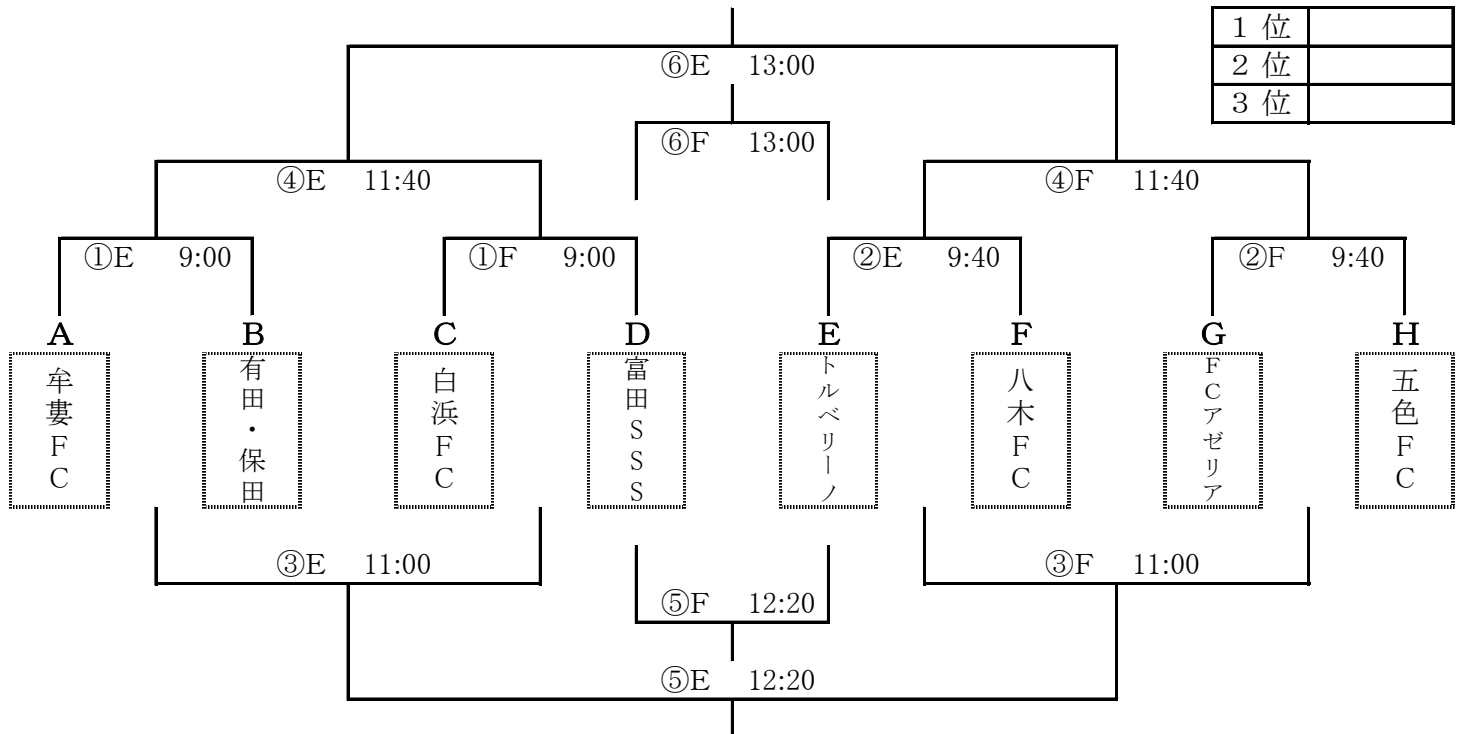 ⑥E 13:00
1 位
2 位
3 位
⑥F 13:00
④E 11:40
④F 11:40
①E 9:00
①F 9:00
②E 9:40
②F 9:40
A
B
C
D
E
F
G
H
牟婁FC
有田・保田
白浜FC
富田SSS
トルベリーノ
八木FC
FCアゼリア
五色FC
③E 11:00
③F 11:00
⑤F 12:20
⑤E 12:20